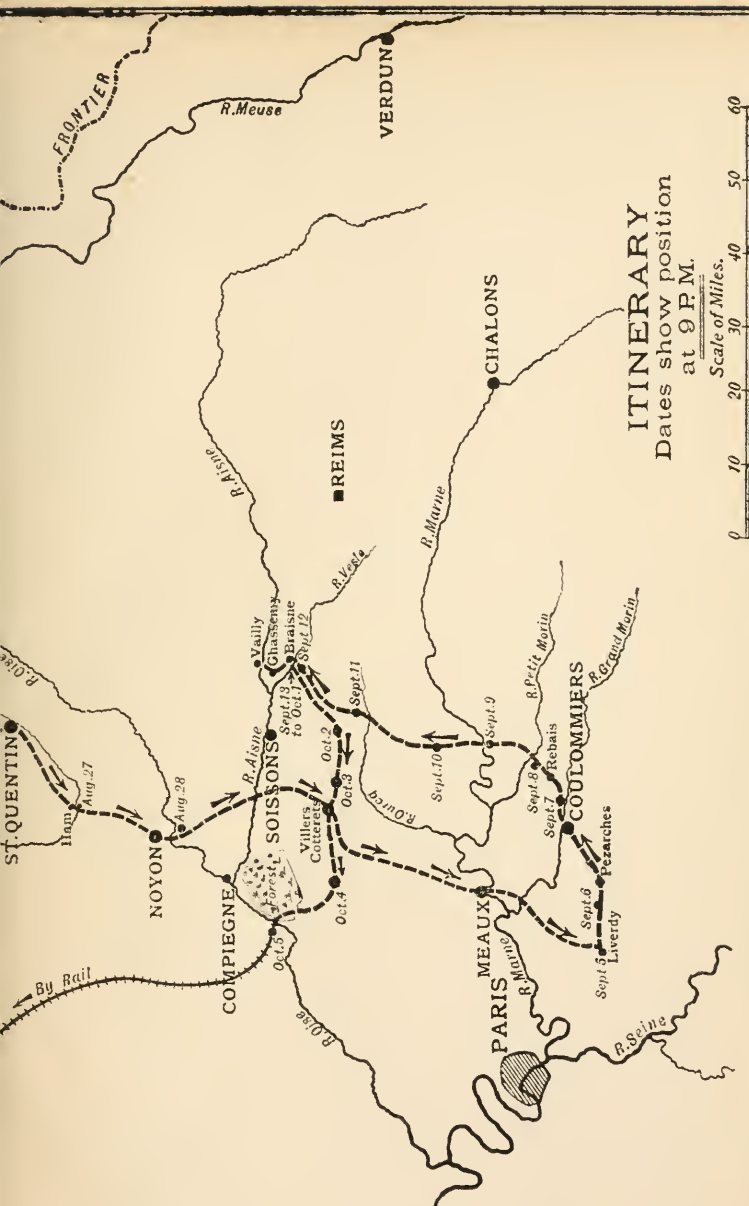 FRONTIER
R.Meuse
VERDUN
R.Oise
ST.QUENTIN
Ham
Aug.27
NOYON
Aug.28
R.Aisne
REIMS
R.Vesle
Vailly
Chassemy
Braisne
Sept 12
Sept.13
to Oct.1
SOISSONS
R.Aisne
Sept.11
Oct.2
Oct.3
Villers
Cotterets
R.Ourcq
COMPIEGNE
Forest
Oct.4
Oct.5
By Rail
R.Oise
CHALONS
R.Marne
Sept.10
Sept.9
R.Petit Morin
R.Grand Morin
Sept.8
Rebais
Sept.7
COULOMMIERS
MEAUX
R.Marne
Pezarches
Sept.6
Sept 5
Liverdy
PARIS
R.Seine
ITINERARY
Dates show position
at 9 P.M.
Scale of Miles.
0 10 20 30 40 50 60